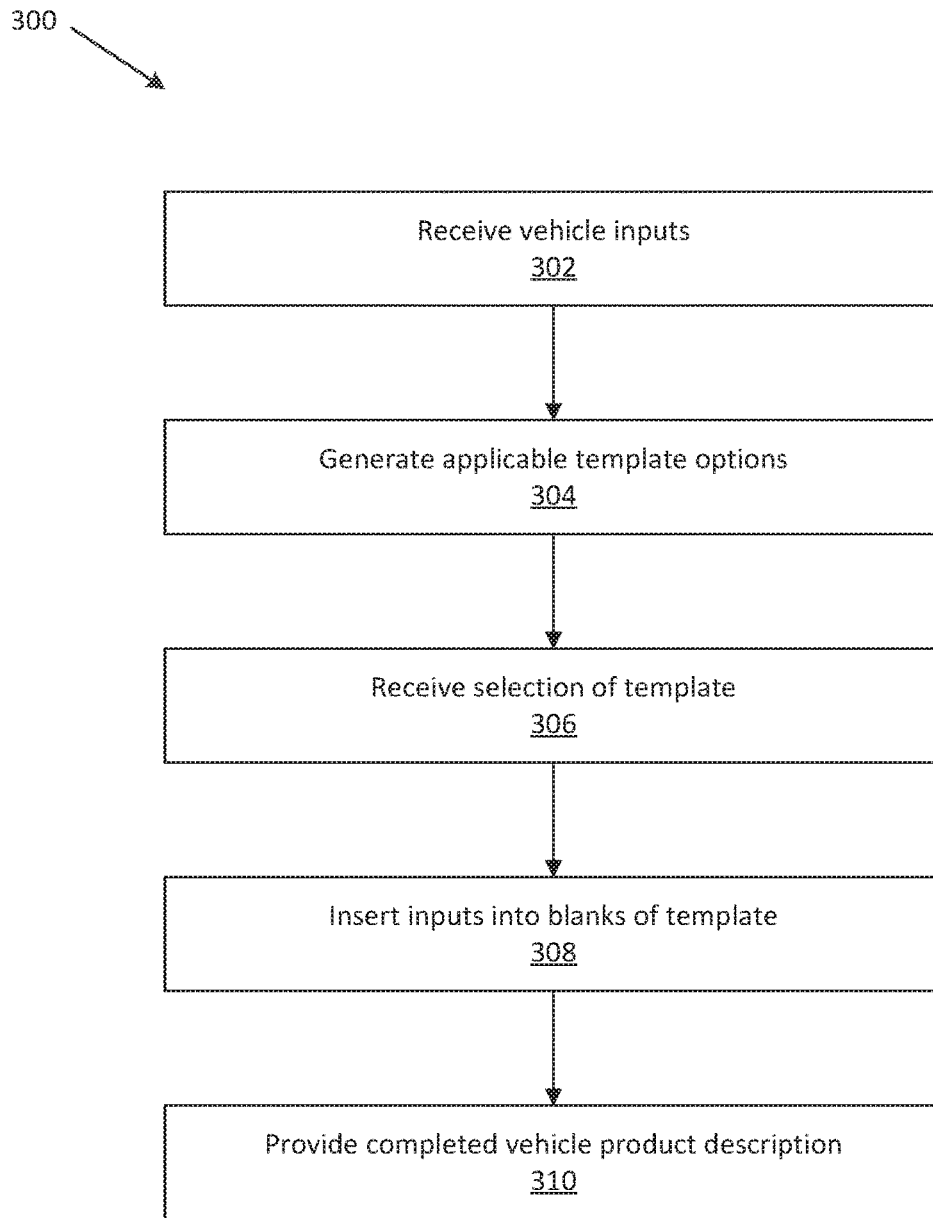 300
Receive vehicle inputs
302
Generate applicable template options
304
Receive selection of template
306
Insert inputs into blanks of template
308
Provide completed vehicle product description
310